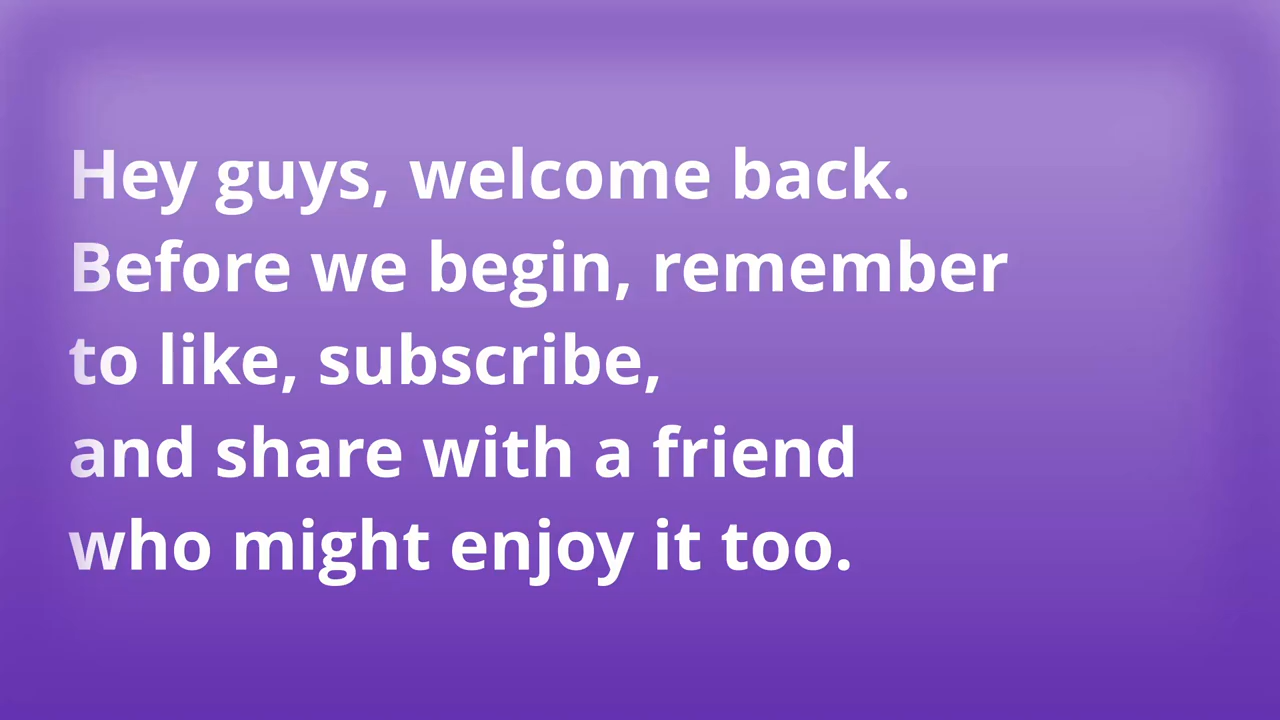 Hey guys, welcome back.
Before we begin, remember
to like, subscribe,
and share with a friend
who might enjoy it too.